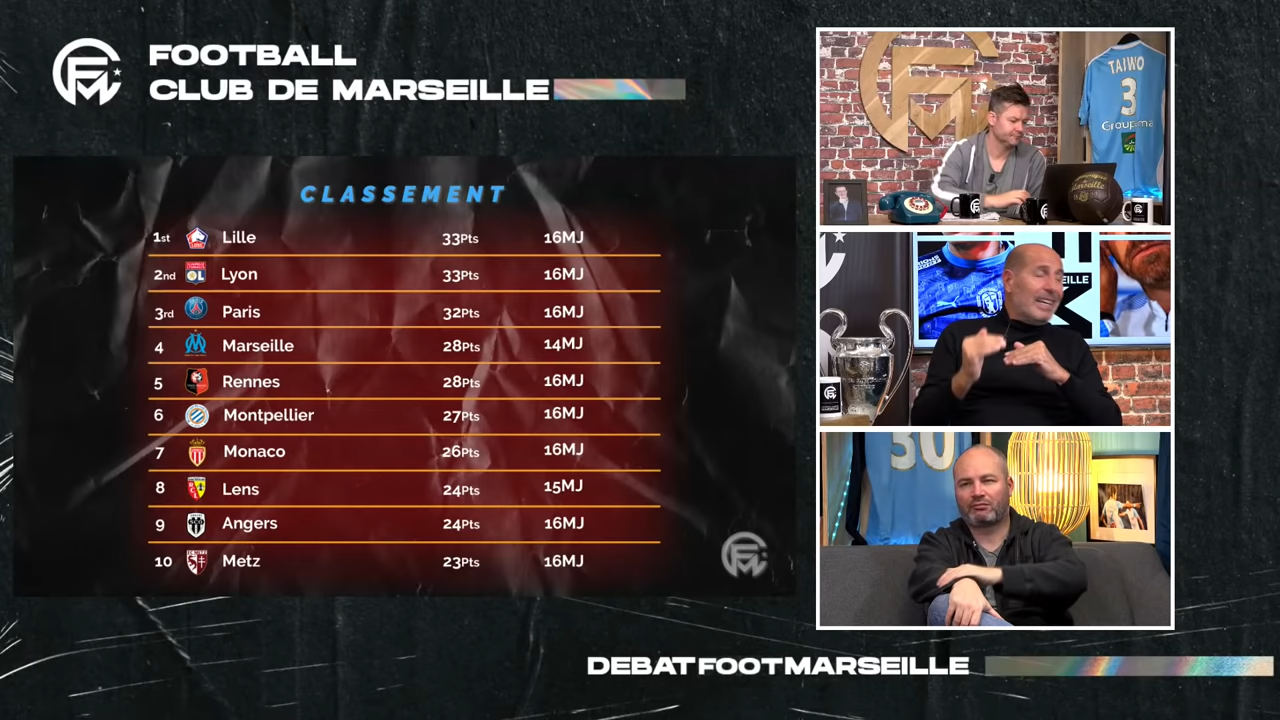 FOOTBALL
CLUB DE MARSEILLE
CLASSEMENT
1st Lille 33Pts 16MJ
2nd Lyon 33Pts 16MJ
3rd Paris 32Pts 16MJ
4 Marseille 28Pts 14MJ
5 Rennes 28Pts 16MJ
6 Montpellier 27Pts 16MJ
7 Monaco 26Pts 16MJ
8 Lens 24Pts 15MJ
9 Angers 24Pts 16MJ
10 Metz 23Pts 16MJ
TAIWO
3
Groupama
30
DEBATFOOTMARSEILLE